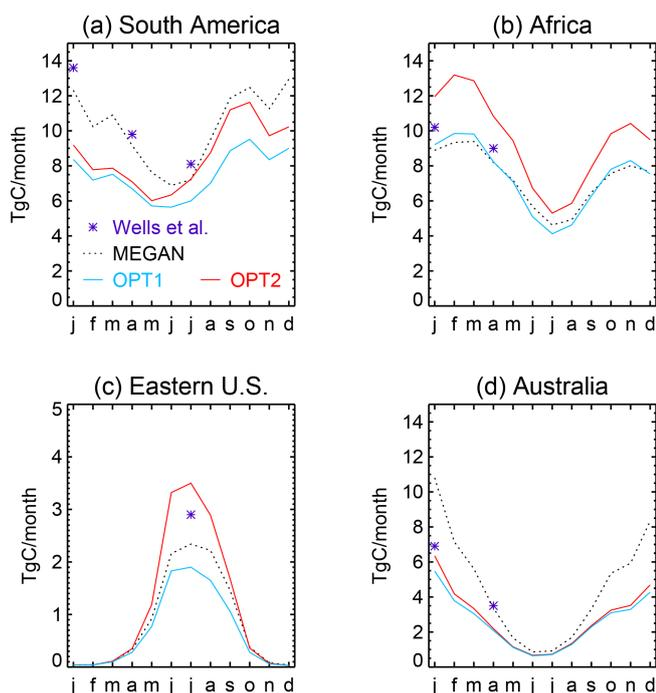 (a) South America
14
12
10
8
6
4
2
0
TgC/month
Wells et al.
MEGAN
OPT1 OPT2
j f m a m j j a s o n d
(b) Africa
14
12
10
8
6
4
2
0
TgC/month
j f m a m j j a s o n d
(c) Eastern U.S.
5
4
3
2
1
0
TgC/month
j f m a m j j a s o n d
(d) Australia
14
12
10
8
6
4
2
0
TgC/month
j f m a m j j a s o n d